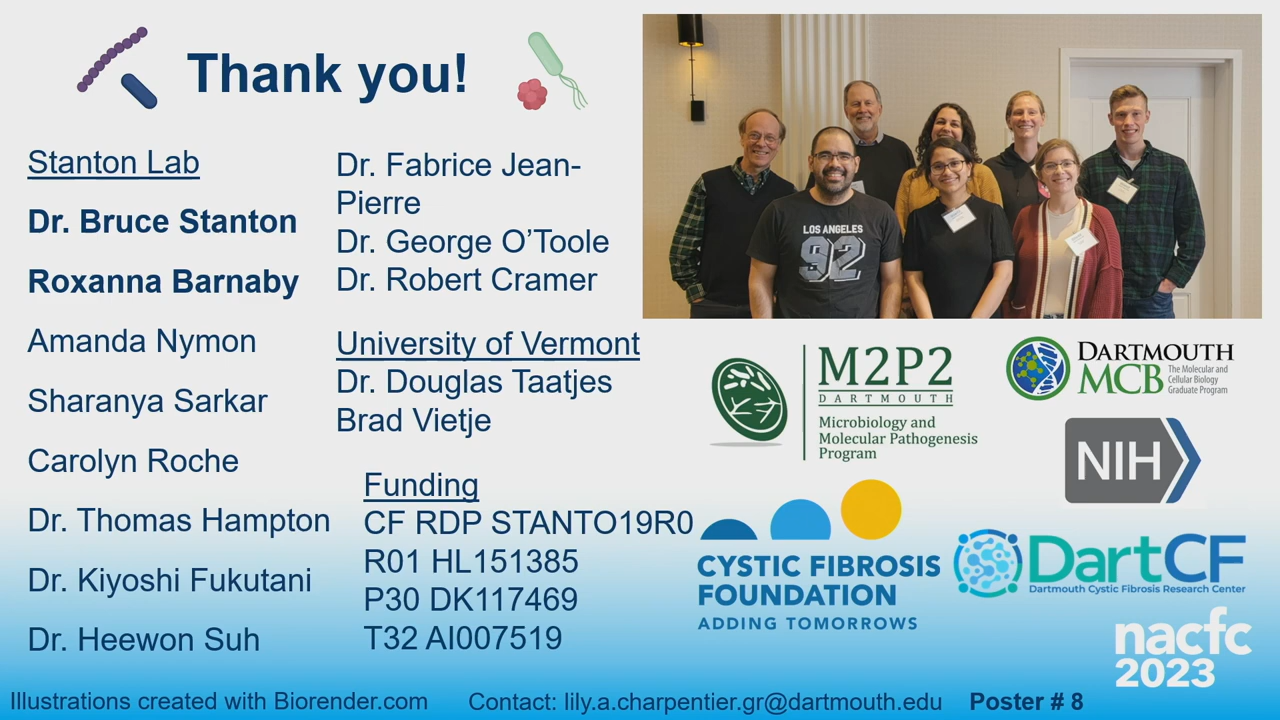 Thank you!
Stanton Lab
Dr. Bruce Stanton
Roxanna Barnaby
Amanda Nymon
Sharanya Sarkar
Carolyn Roche
Dr. Thomas Hampton
Dr. Kiyoshi Fukutani
Dr. Heewon Suh
Dr. Fabrice Jean-
Pierre
Dr. George O’Toole
Dr. Robert Cramer
University of Vermont
Dr. Douglas Taatjes
Brad Vietje
Funding
CF RDP STANTO19R0
R01 HL151385
P30 DK117469
T32 AI007519
LOS ANGELES
92
M2P2
DARTMOUTH
Microbiology and
Molecular Pathogenesis
Program
DARTMOUTH
MCB
The Molecular and
Cellular Biology
Graduate Program
NIH
CYSTIC FIBROSIS
FOUNDATION
ADDING TOMORROWS
DartCF
Dartmouth Cystic Fibrosis Research Center
nacfc
2023
Illustrations created with Biorender.com
Contact: lily.a.charpentier.gr@dartmouth.edu
Poster # 8